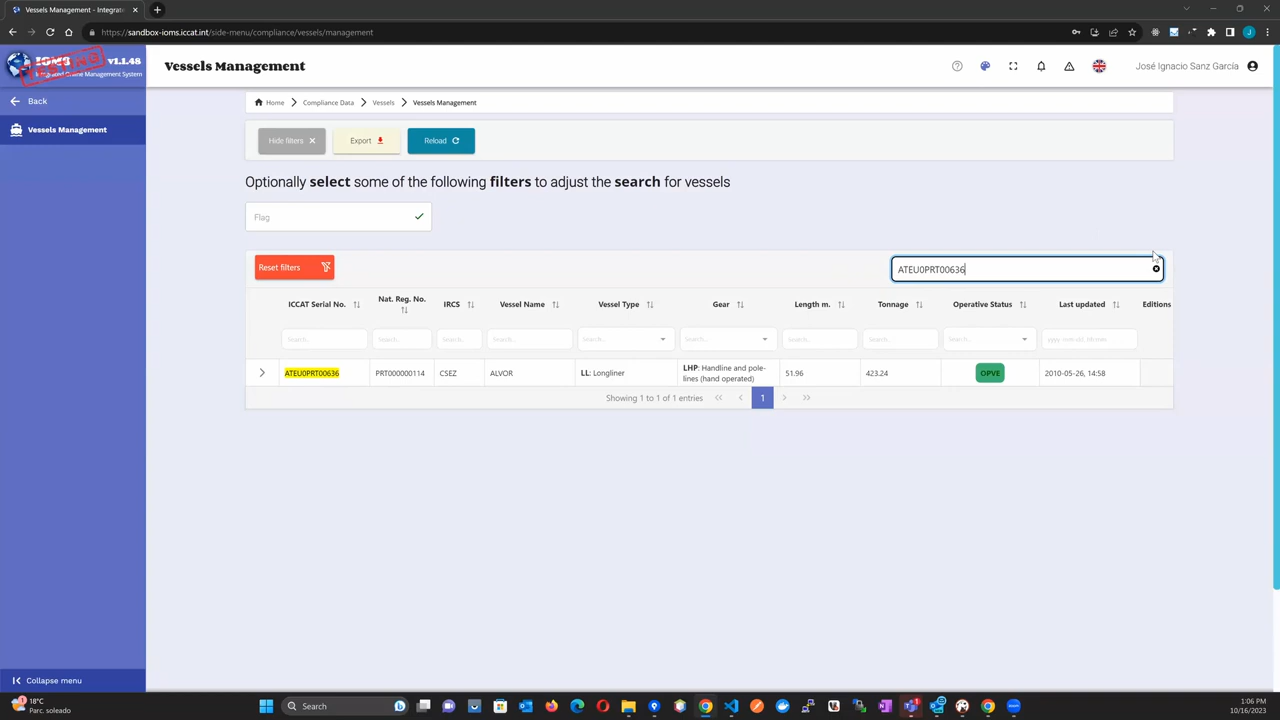 Vessels Management - Integrate
https://sandbox-ioms.iccat.int/side-menu/compliance/vessels/management
IOMS
v1.1.48
TESTING
Integrated Online Management System
Vessels Management
José Ignacio Sanz García
Back
Vessels Management
Home
Compliance Data
Vessels
Vessels Management
Hide filters
Export
Reload
Optionally select some of the following filters to adjust the search for vessels
Flag
Reset filters
ATEU0PRT00636
ICCAT Serial No.
Nat. Reg. No.
IRCS
Vessel Name
Vessel Type
Gear
Length m.
Tonnage
Operative Status
Last updated
Editions
Search..
Search..
Search..
Search..
Search..
Search..
Search..
Search..
Search..
yyyy-mm-dd, hh:mm
ATEU0PRT00636
PRT000000114
CSEZ
ALVOR
LL: Longliner
LHP: Handline and pole-
lines (hand operated)
51.96
423.24
OPVE
2010-05-26, 14:58
Showing 1 to 1 of 1 entries
1
Collapse menu
18°C
Parc. soleado
Search
1:06 PM
10/16/2023